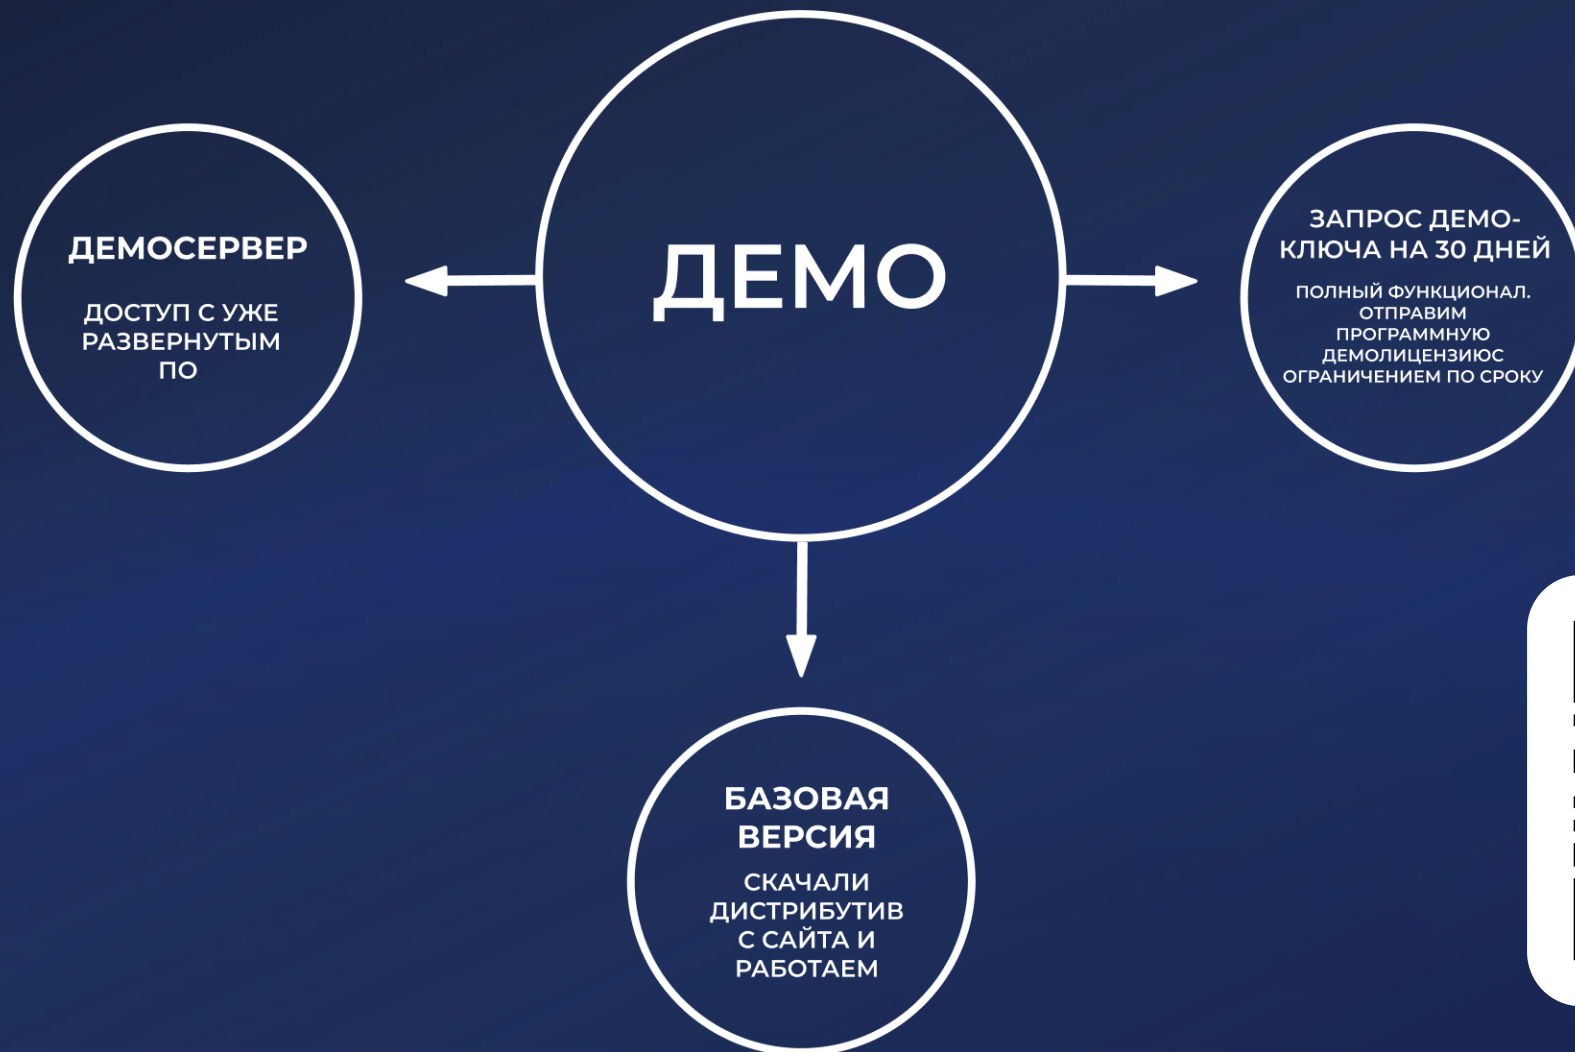 ДЕМО
ДЕМОСЕРВЕР
ДОСТУП С УЖЕ
РАЗВЕРНУТЫМ
ПО
ЗАПРОС ДЕМО-
КЛЮЧА НА 30 ДНЕЙ
ПОЛНЫЙ ФУНКЦИОНАЛ.
ОТПРАВИМ
ПРОГРАММНУЮ
ДЕМОЛИЦЕНЗИЮС
ОГРАНИЧЕНИЕМ ПО СРОКУ
БАЗОВАЯ
ВЕРСИЯ
СКАЧАЛИ
ДИСТРИБУТИВ
С САЙТА И
РАБОТАЕМ